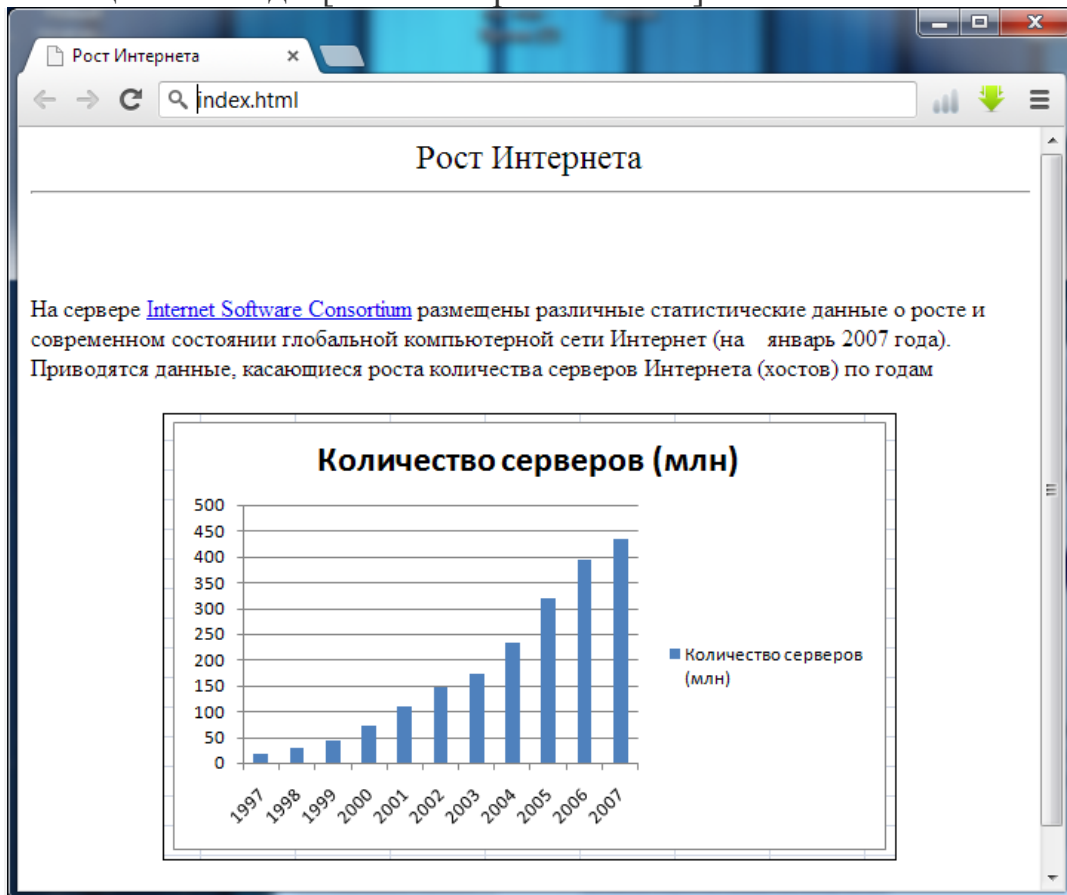 Рост Интернета
index.html
Рост Интернета
На сервере Internet Software Consortium размещены различные статистические данные о росте и
современном состоянии глобальной компьютерной сети Интернет (на январь 2007 года).
Приводятся данные, касающиеся роста количества серверов Интернета (хостов) по годам
Количество серверов (млн)
500
450
400
350
300
250
200
150
100
50
0
1997 1998 1999 2000 2001 2002 2003 2004 2005 2006 2007
Количество серверов
(млн)